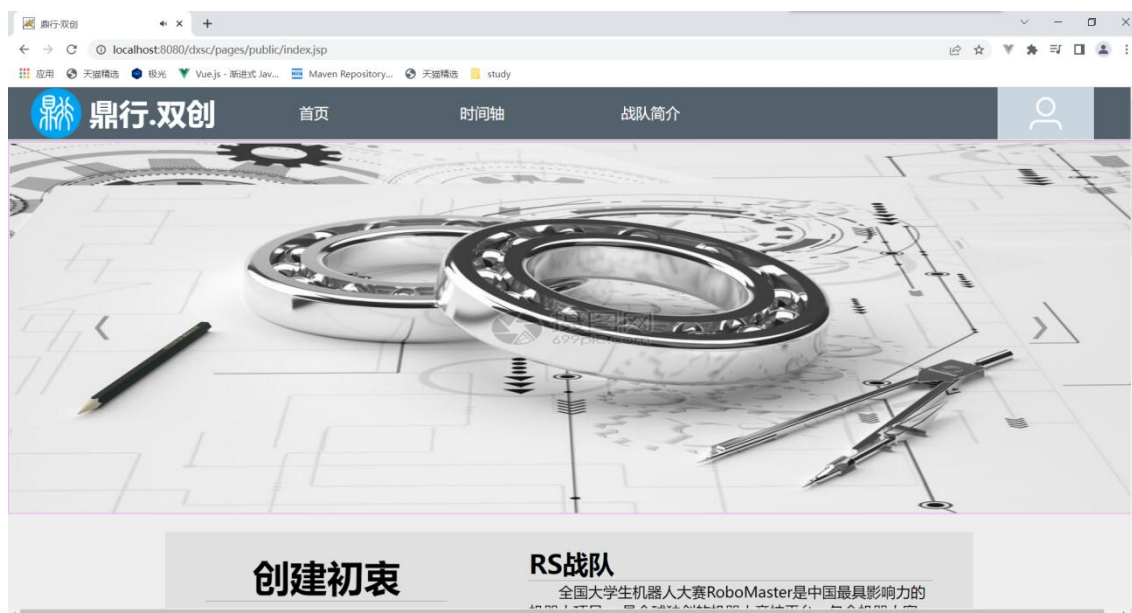 鼎行-双创
localhost:8080/dxsc/pages/public/index.jsp
应用 天猫精选 极光 Vue.js - 渐进式 Jav... Maven Repository... 天猫精选 study
鼎行.双创 首页 时间轴 战队简介
699pic.com
创建初衷
RS战队
全国大学生机器人大赛RoboMaster是中国最具影响力的